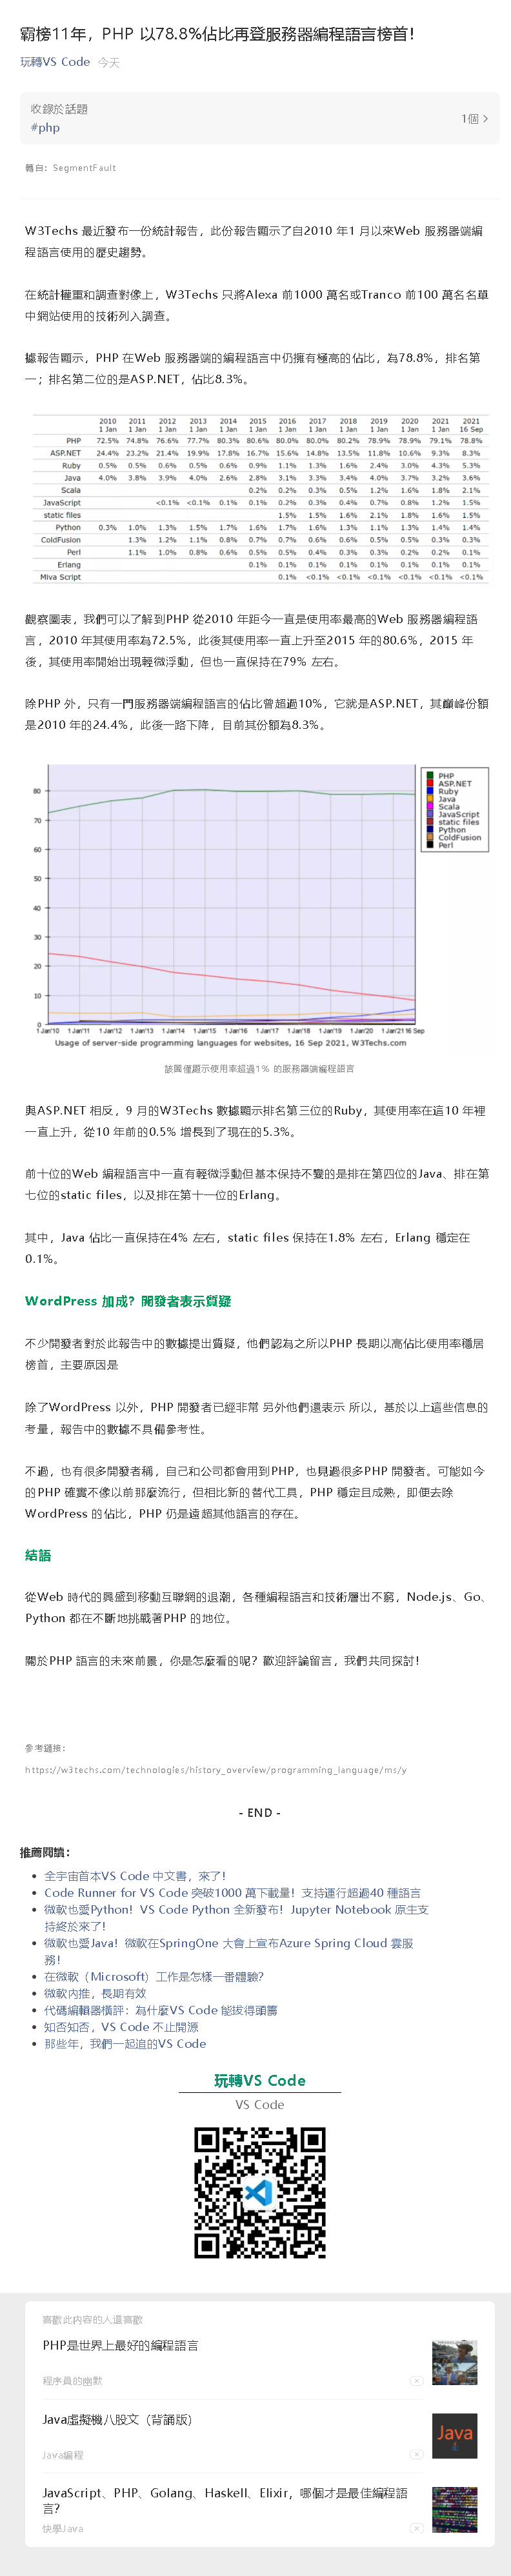 霸榜11年，PHP 以78.8%佔比再登服務器編程語言榜首！
玩轉VS Code 今天
收錄於話題
#php
1個
轉自：SegmentFault
W3Techs 最近發布一份統計報告，此份報告顯示了自2010 年1 月以來Web 服務器端編
程語言使用的歷史趨勢。
在統計權重和調查對像上，W3Techs 只將Alexa 前1000 萬名或Tranco 前100 萬名名單
中網站使用的技術列入調查。
據報告顯示，PHP 在Web 服務器端的編程語言中仍擁有極高的佔比，為78.8%，排名第
一；排名第二位的是ASP.NET，佔比8.3%。
2010 2011 2012 2013 2014 2015 2016 2017 2018 2019 2020 2021 2021
1 Jan 1 Jan 1 Jan 1 Jan 1 Jan 1 Jan 1 Jan 1 Jan 1 Jan 1 Jan 1 Jan 1 Jan 16 Sep
PHP 72.5% 74.8% 76.6% 77.7% 80.3% 80.6% 80.0% 80.0% 80.2% 78.9% 78.9% 79.1% 78.8%
ASP.NET 24.4% 23.2% 21.4% 19.9% 17.8% 16.7% 15.6% 14.8% 13.5% 11.8% 10.6% 9.3% 8.3%
Ruby 0.5% 0.5% 0.6% 0.5% 0.6% 0.9% 1.1% 1.3% 1.6% 2.4% 3.0% 4.3% 5.3%
Java 4.0% 3.8% 3.9% 4.0% 2.6% 2.8% 3.1% 3.3% 3.4% 4.0% 3.7% 3.2% 3.6%
Scala 0.2% 0.2% 0.3% 0.5% 1.2% 1.6% 1.8% 2.1%
JavaScript <0.1% <0.1% 0.1% 0.1% 0.2% 0.3% 0.4% 0.7% 0.8% 1.2% 1.5%
static files 1.5% 1.5% 1.6% 2.1% 1.8% 1.6% 1.5%
Python 0.3% 1.0% 1.3% 1.5% 1.7% 1.6% 1.7% 1.6% 1.3% 1.1% 1.3% 1.4% 1.4%
ColdFusion 1.3% 1.2% 1.1% 0.8% 0.7% 0.7% 0.6% 0.6% 0.5% 0.5% 0.3% 0.3%
Perl 1.1% 1.0% 0.8% 0.6% 0.5% 0.5% 0.4% 0.3% 0.3% 0.2% 0.2% 0.1%
Erlang 0.1% 0.1% 0.1% 0.1% 0.1% 0.1% 0.1% 0.1%
Miva Script 0.1% <0.1% <0.1% <0.1% <0.1% <0.1% <0.1%
觀察圖表，我們可以了解到PHP 從2010 年距今一直是使用率最高的Web 服務器編程語
言，2010 年其使用率為72.5%，此後其使用率一直上升至2015 年的80.6%，2015 年
後，其使用率開始出現輕微浮動，但也一直保持在79% 左右。
除PHP 外，只有一門服務器端編程語言的佔比曾超過10%，它就是ASP.NET，其巔峰份額
是2010 年的24.4%，此後一路下降，目前其份額為8.3%。
PHP
ASP.NET
Ruby
Java
Scala
JavaScript
static files
Python
ColdFusion
Perl
80
70
60
50
40
30
20
10
0
1 Jan'10 1 Jan'11 1 Jan'12 1 Jan'13 1 Jan'14 1 Jan'15 1 Jan'16 1 Jan'17 1 Jan'18 1 Jan'19 1 Jan'20 1 Jan'21 16 Sep
Usage of server-side programming languages for websites, 16 Sep 2021, W3Techs.com
該圖僅顯示使用率超過1% 的服務器端編程語言
與ASP.NET 相反，9 月的W3Techs 數據顯示排名第三位的Ruby，其使用率在這10 年裡
一直上升，從10 年前的0.5% 增長到了現在的5.3%。
前十位的Web 編程語言中一直有輕微浮動但基本保持不變的是排在第四位的Java、排在第
七位的static files，以及排在第十一位的Erlang。
其中，Java 佔比一直保持在4% 左右，static files 保持在1.8% 左右，Erlang 穩定在
0.1%。
WordPress 加成？開發者表示質疑
不少開發者對於此報告中的數據提出質疑，他們認為之所以PHP 長期以高佔比使用率穩居
榜首，主要原因是
除了WordPress 以外，PHP 開發者已經非常 另外他們還表示 所以，基於以上這些信息的
考量，報告中的數據不具備參考性。
不過，也有很多開發者稱，自己和公司都會用到PHP，也見過很多PHP 開發者。可能如今
的PHP 確實不像以前那麼流行，但相比新的替代工具，PHP 穩定且成熟，即便去除
WordPress 的佔比，PHP 仍是遠超其他語言的存在。
結語
從Web 時代的興盛到移動互聯網的退潮，各種編程語言和技術層出不窮，Node.js、Go、
Python 都在不斷地挑戰著PHP 的地位。
關於PHP 語言的未來前景，你是怎麼看的呢？歡迎評論留言，我們共同探討！
參考鏈接：
https://w3techs.com/technologies/history_overview/programming_language/ms/y
- END -
推薦閱讀：
全宇宙首本VS Code 中文書，來了！
Code Runner for VS Code 突破1000 萬下載量！支持運行超過40 種語言
微軟也愛Python！VS Code Python 全新發布！Jupyter Notebook 原生支
持終於來了！
微軟也愛Java！微軟在SpringOne 大會上宣布Azure Spring Cloud 雲服
務！
在微軟（Microsoft）工作是怎樣一番體驗？
微軟內推，長期有效
代碼編輯器橫評：為什麼VS Code 能拔得頭籌
知否知否，VS Code 不止開源
那些年，我們一起追的VS Code
玩轉VS Code
VS Code
喜歡此内容的人還喜歡
PHP是世界上最好的編程語言
程序員的幽默
Java虛擬機八股文（背誦版）
Java編程
Java
JavaScript、PHP、Golang、Haskell、Elixir，哪個才是最佳編程語
言？
快學Java